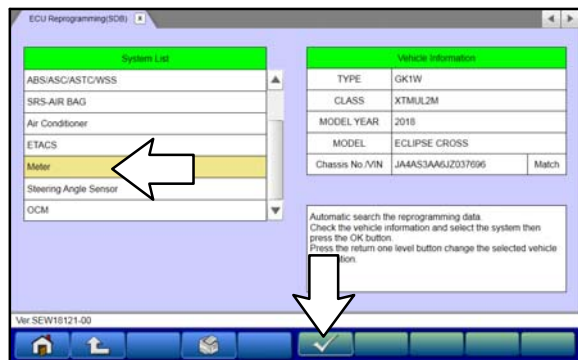 ECU Reprogramming(SDB) x
System List
ABS/ASC/ASTC/WSS
SRS-AIR BAG
Air Conditioner
ETACS
Meter
Steering Angle Sensor
OCM
Vehicle Information
TYPE GK1W
CLASS XTMUL2M
MODEL YEAR 2018
MODEL ECLIPSE CROSS
Chassis No./VIN JA4AS3AA6JZ037696 Match
Automatic search the reprogramming data.
Check the vehicle information and select the system then
press the OK button.
Press the return one level button change the selected vehicle
Ver.SEW18121-00